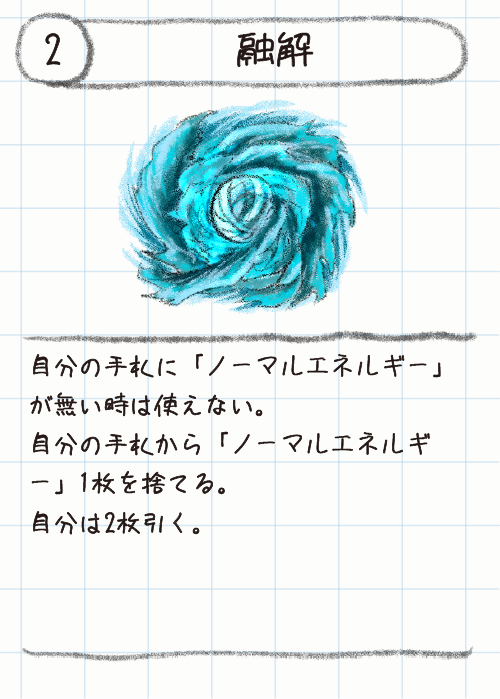 2
融解
自分の手札に「ノーマルエネルギー」
が無い時は使えない。
自分の手札から「ノーマルエネルギ
ー」1枚を捨てる。
自分は2枚引く。